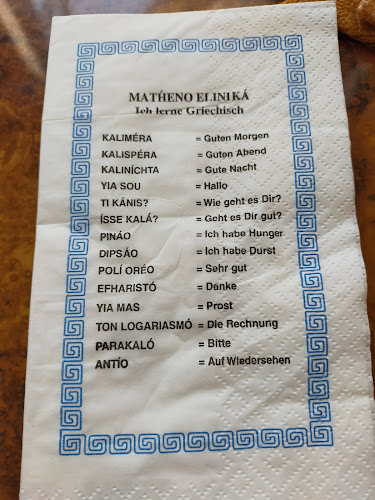 MATHENO ELINIKÁ
Ich lerne Griechisch
KALIMÉRA = Guten Morgen
KALISPÉRA = Guten Abend
KALINÍCHTA = Gute Nacht
YIA SOU = Hallo
TI KÁNIS? = Wie geht es Dir?
ÍSSE KALÁ? = Geht es Dir gut?
PINÁO = Ich habe Hunger
DIPSÁO = Ich habe Durst
POLÍ ORÉO = Sehr gut
EFHARISTÓ = Danke
YIA MAS = Prost
TON LOGARIASMÓ = Die Rechnung
PARAKALÓ = Bitte
ANTÍO = Auf Wiedersehen